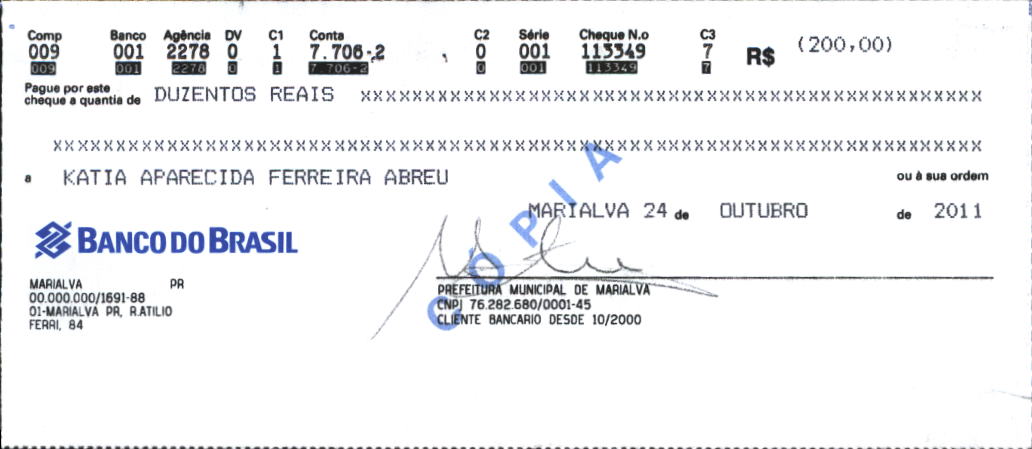 Comp Banco Agência DV C1 Conta C2 Série Cheque N.o C3
009 001 2278 0 1 7.706-2 0 001 113349 7 R$ (200,00)
009 001 2278 0 1 7.706-2 0 001 113349 7
Pague por este
cheque a quantia de DUZENTOS REAIS XXXXXXXXXXXXXXXXXXXXXXXXXXXXXXXXXXXXXXXXXXXXXXXX
XXXXXXXXXXXXXXXXXXXXXXXXXXXXXXXXXXXXXXXXXXXXXXXXXXXXXXXXXXXXXXXXXXXXXXXX
a KATIA APARECIDA FERREIRA ABREU ou à sua ordem
MARIALVA 24 de OUTUBRO de 2011
CÓPIA
BANCO DO BRASIL
MARIALVA PR
00.000.000/1691-88
01-MARIALVA PR, R.ATILIO
FERRI, 84
PREFEITURA MUNICIPAL DE MARIALVA
CNPJ 76.282.680/0001-45
CLIENTE BANCARIO DESDE 10/2000